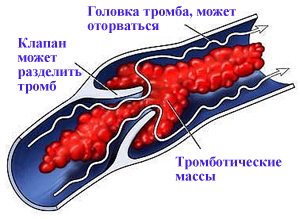 Головка тромба, может
оторваться
Клапан
может
разделить
тромб
Тромботические
массы